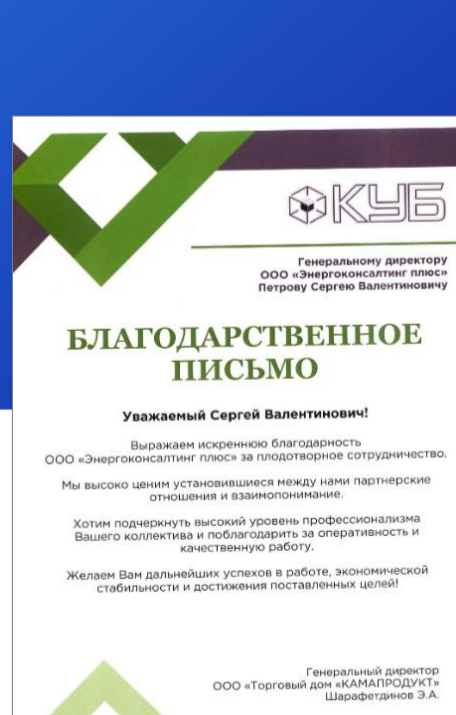 КУБ
Генеральному директору
ООО «Энергоконсалтинг плюс»
Петрову Сергею Валентиновичу
БЛАГОДАРСТВЕННОЕ
ПИСЬМО
Уважаемый Сергей Валентинович!
Выражаем искреннюю благодарность
ООО «Энергоконсалтинг плюс» за плодотворное сотрудничество.
Мы высоко ценим установившиеся между нами партнерские
отношения и взаимопонимание.
Хотим подчеркнуть высокий уровень профессионализма
Вашего коллектива и поблагодарить за оперативность и
качественную работу.
Желаем Вам дальнейших успехов в работе, экономической
стабильности и достижения поставленных целей!
Генеральный директор
ООО «Торговый дом «КАМАПРОДУКТ»
Шарафетдинов Э.А.